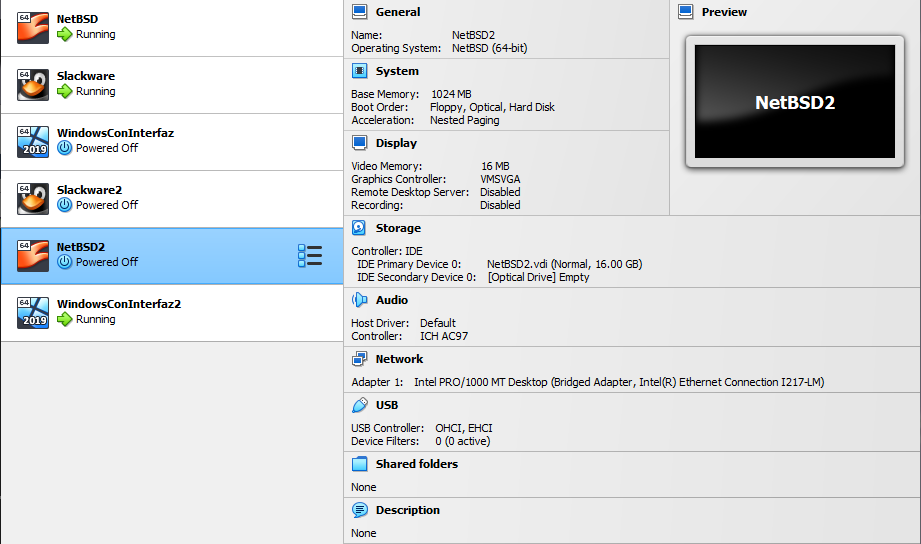 64
NetBSD
Running
64
Slackware
Running
64
2019
WindowsConInterfaz
Powered Off
64
Slackware2
Powered Off
64
NetBSD2
Powered Off
64
2019
WindowsConInterfaz2
Running
General
Name: NetBSD2
Operating System: NetBSD (64-bit)
System
Base Memory: 1024 MB
Boot Order: Floppy, Optical, Hard Disk
Acceleration: Nested Paging
Display
Video Memory: 16 MB
Graphics Controller: VMSVGA
Remote Desktop Server: Disabled
Recording: Disabled
Preview
NetBSD2
Storage
Controller: IDE
IDE Primary Device 0: NetBSD2.vdi (Normal, 16.00 GB)
IDE Secondary Device 0: [Optical Drive] Empty
Audio
Host Driver: Default
Controller: ICH AC97
Network
Adapter 1: Intel PRO/1000 MT Desktop (Bridged Adapter, Intel(R) Ethernet Connection I217-LM)
USB
USB Controller: OHCI, EHCI
Device Filters: 0 (0 active)
Shared folders
None
Description
None